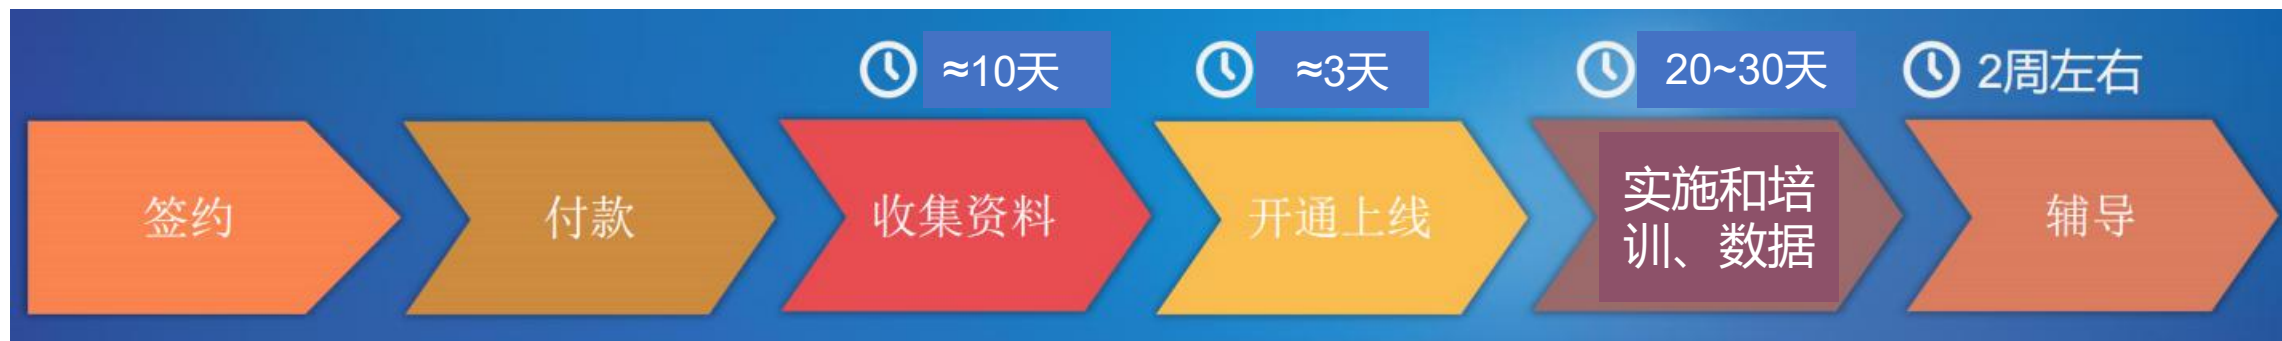 ≈10天
≈3天
20~30天
2周左右
签约
付款
收集资料
开通上线
实施和培
训、数据
辅导